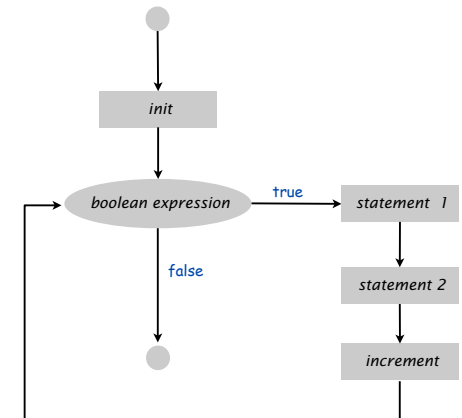 init
boolean expression
true
statement 1
false
statement 2
increment